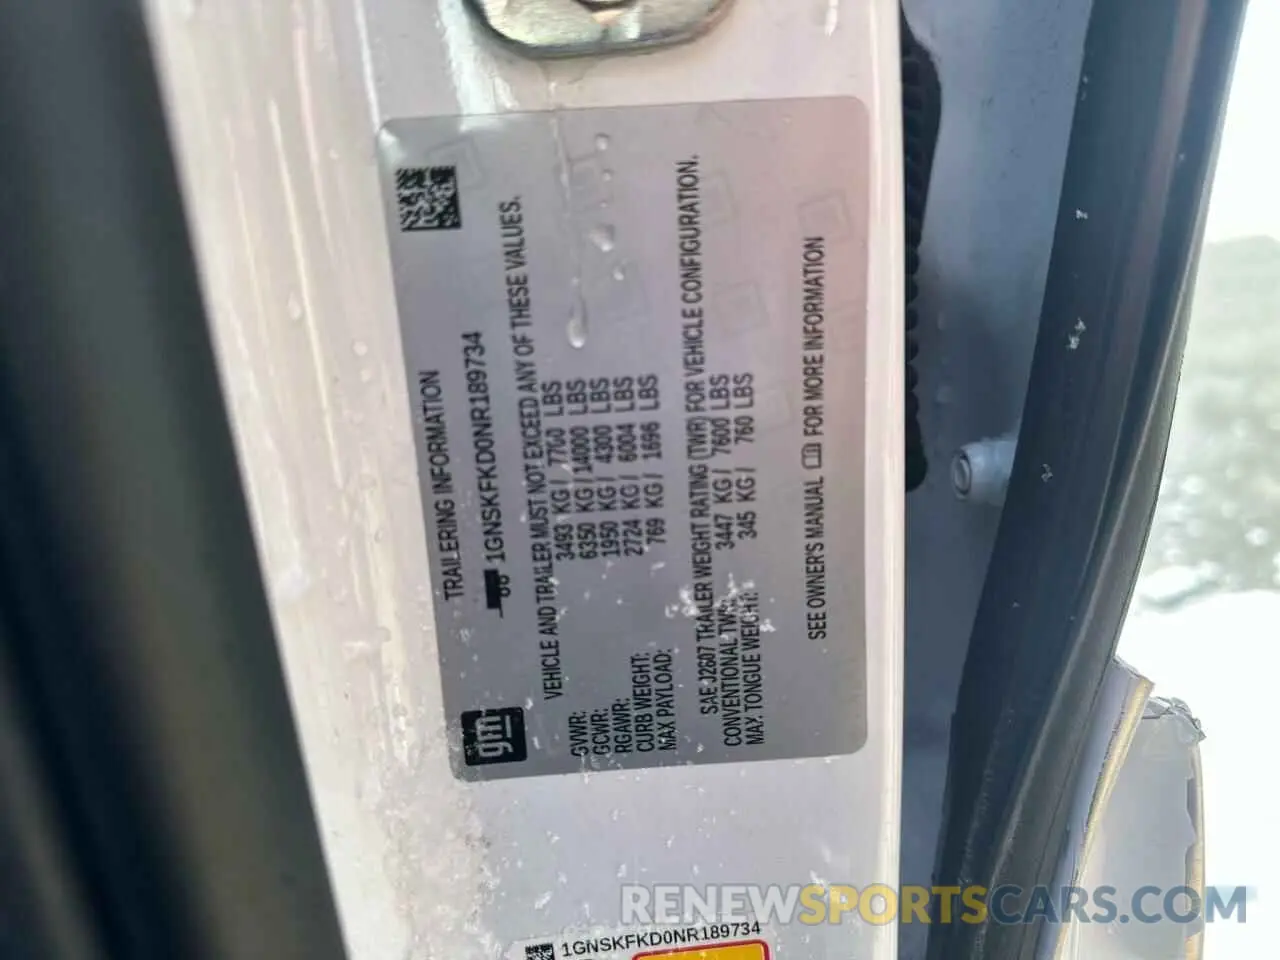 TRAILERING INFORMATION
1GNSKFKD0NR189734
VEHICLE AND TRAILER MUST NOT EXCEED ANY OF THESE VALUES.
GVWR: 3493 KG / 7700 LBS
GCWR: 6350 KG / 14000 LBS
RGAWR: 1950 KG / 4300 LBS
CURB WEIGHT: 2724 KG / 6004 LBS
MAX PAYLOAD: 769 KG / 1696 LBS
SAE J2807 TRAILER WEIGHT RATING (TWR) FOR VEHICLE CONFIGURATION.
CONVENTIONAL TWR: 3447 KG / 7600 LBS
MAX. TONGUE WEIGHT: 345 KG / 760 LBS
SEE OWNER'S MANUAL FOR MORE INFORMATION
gm
1GNSKFKD0NR189734
RENEWSPORTSCARS.COM